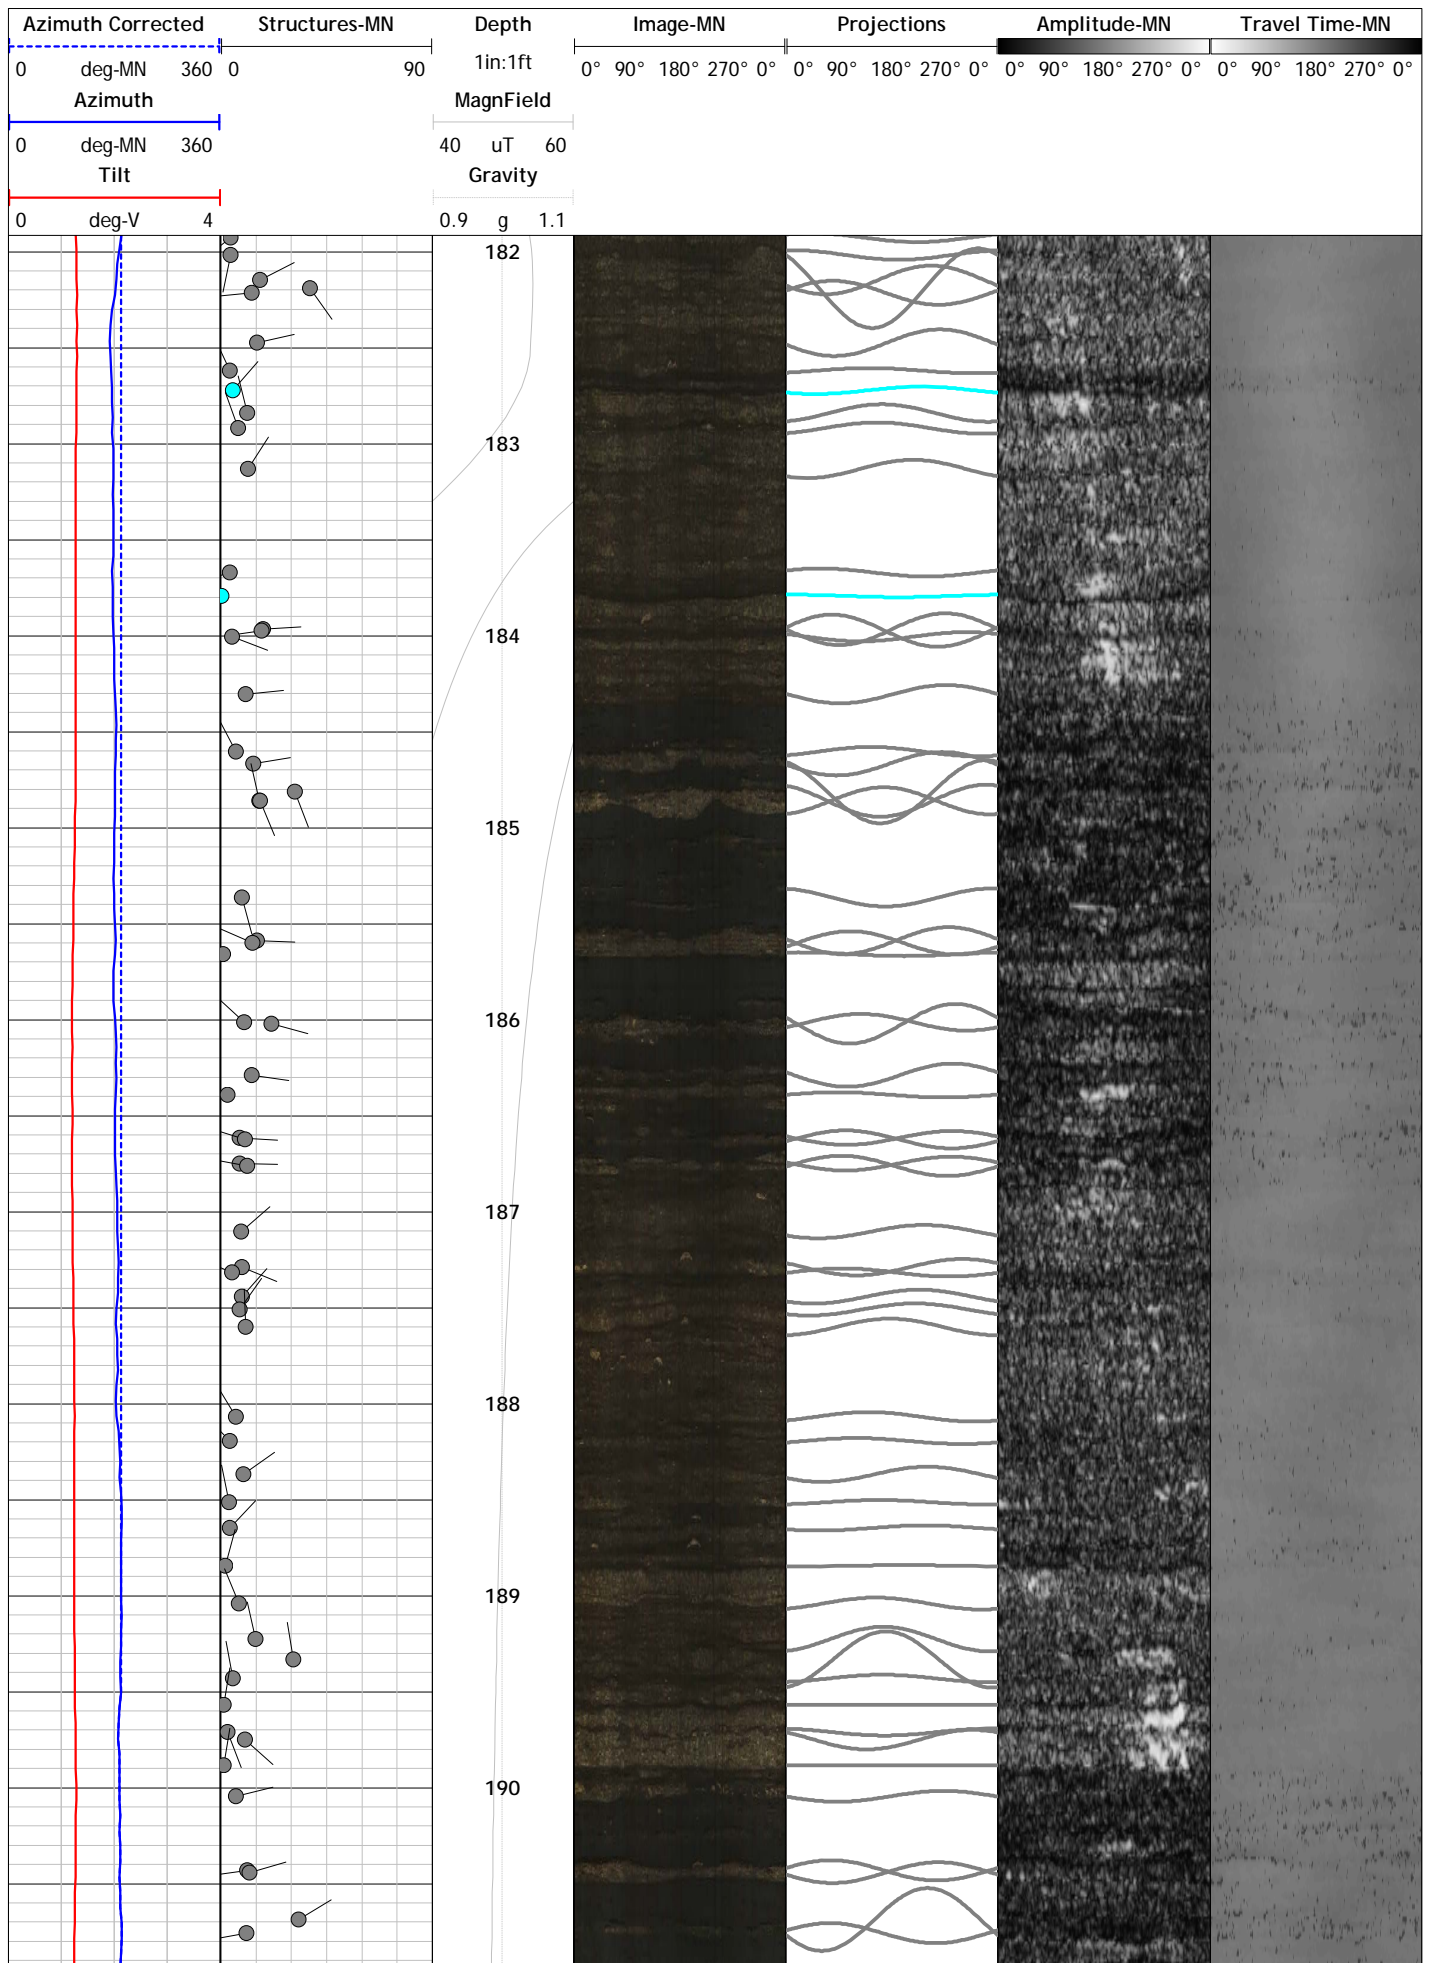 Azimuth Corrected Structures-MN Depth Image-MN Projections Amplitude-MN Travel Time-MN
0 deg-MN 360 0 90 1in:1ft 0° 90° 180° 270° 0° 0° 90° 180° 270° 0° 0° 90° 180° 270° 0° 0° 90° 180° 270° 0°
Azimuth MagnField
0 deg-MN 360 40 uT 60
Tilt Gravity
0 deg-V 4 0.9 g 1.1
182
183
184
185
186
187
188
189
190